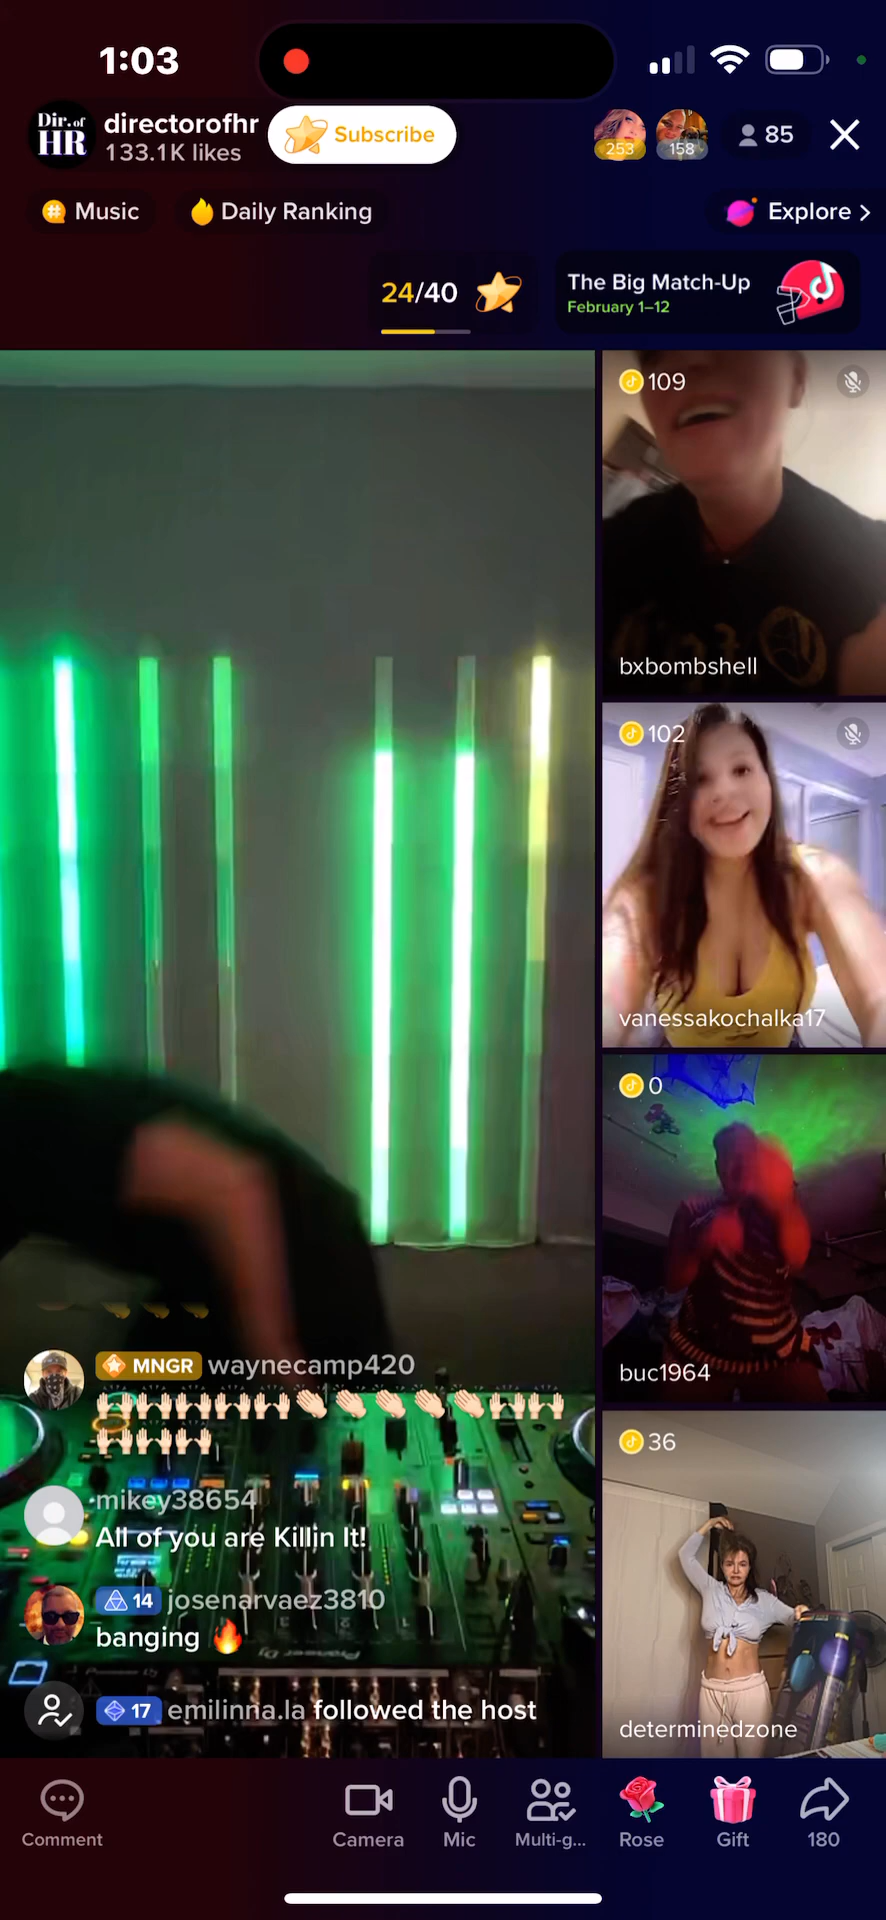 1:03
Dir. of
HR
directorofhr
133.1K likes
Subscribe
253
158
85
Music
Daily Ranking
Explore >
24/40
The Big Match-Up
February 1–12
109
bxbombshell
102
vanessakochalka17
0
buc1964
36
determinedzone
MNGR waynecamp420
mikey38654
All of you are Killin It!
14 josenarvaez3810
banging
17 emilinna.la followed the host
Pioneer Dj
Comment
Camera
Mic
Multi-g...
Rose
Gift
180